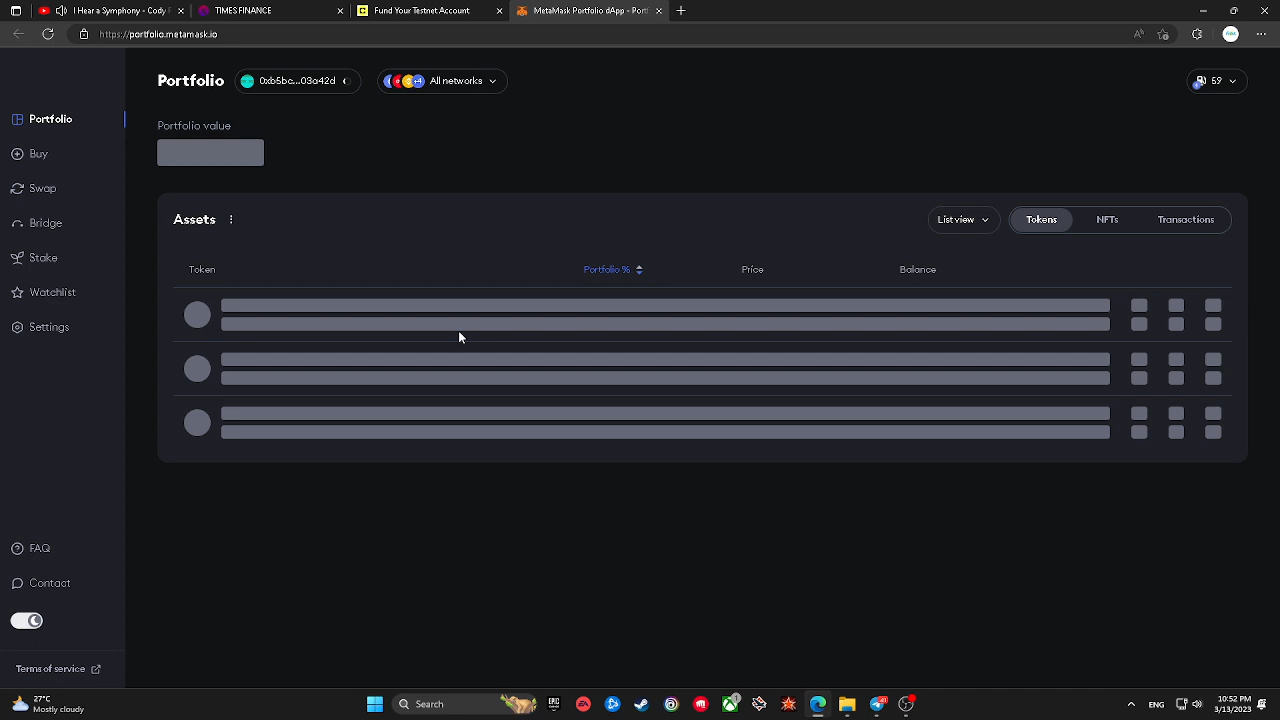 I Hear a Symphony - Cody F
TIMES FINANCE
Fund Your Testnet Account
MetaMask Portfolio dApp - Portf
https://portfolio.metamask.io
Portfolio
0xb5bc...03a42d
All networks
59
Portfolio
Buy
Swap
Bridge
Stake
Watchlist
Settings
FAQ
Contact
Terms of service
Portfolio value
Assets
List view
Tokens
NFTs
Transactions
Token
Portfolio %
Price
Balance
27°C
Mostly cloudy
Search
ENG
10:52 PM
3/13/2023